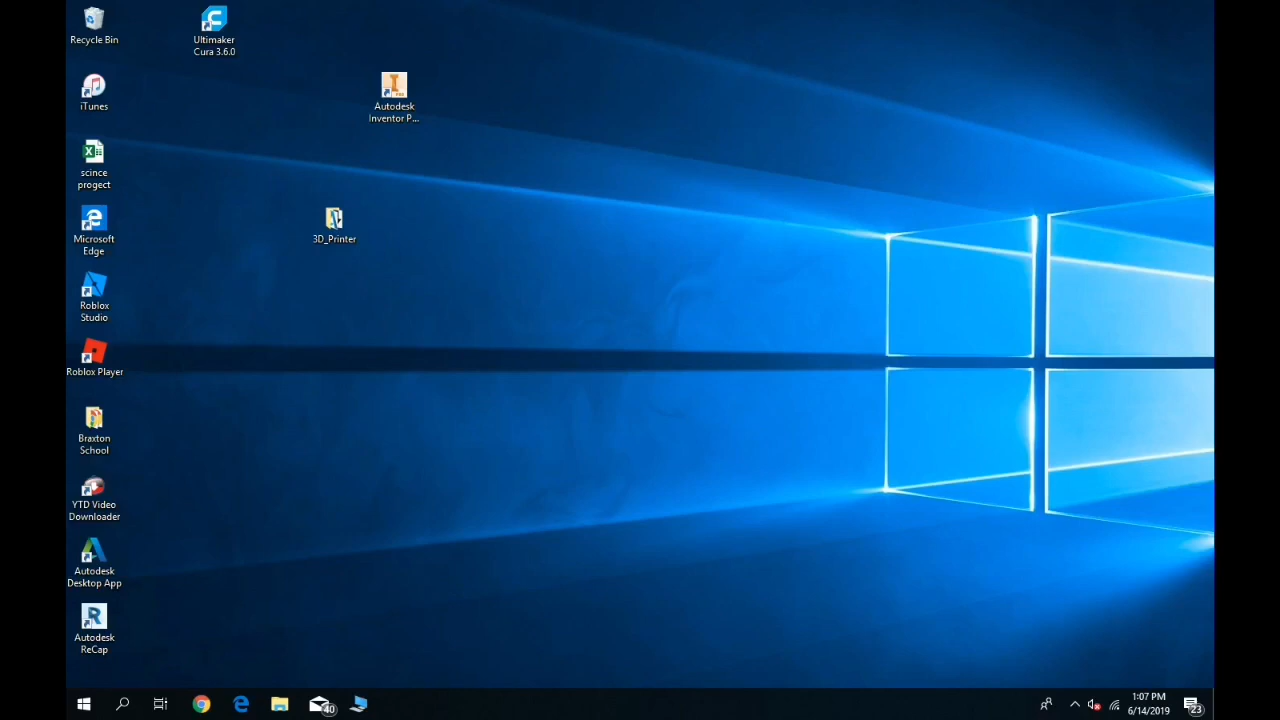 Recycle Bin
Ultimaker
Cura 3.6.0
iTunes
Autodesk
Inventor P...
scince
progect
Microsoft
Edge
3D_Printer
Roblox
Studio
Roblox Player
Braxton
School
YTD Video
Downloader
Autodesk
Desktop App
Autodesk
ReCap
40
1:07 PM
6/14/2019
23